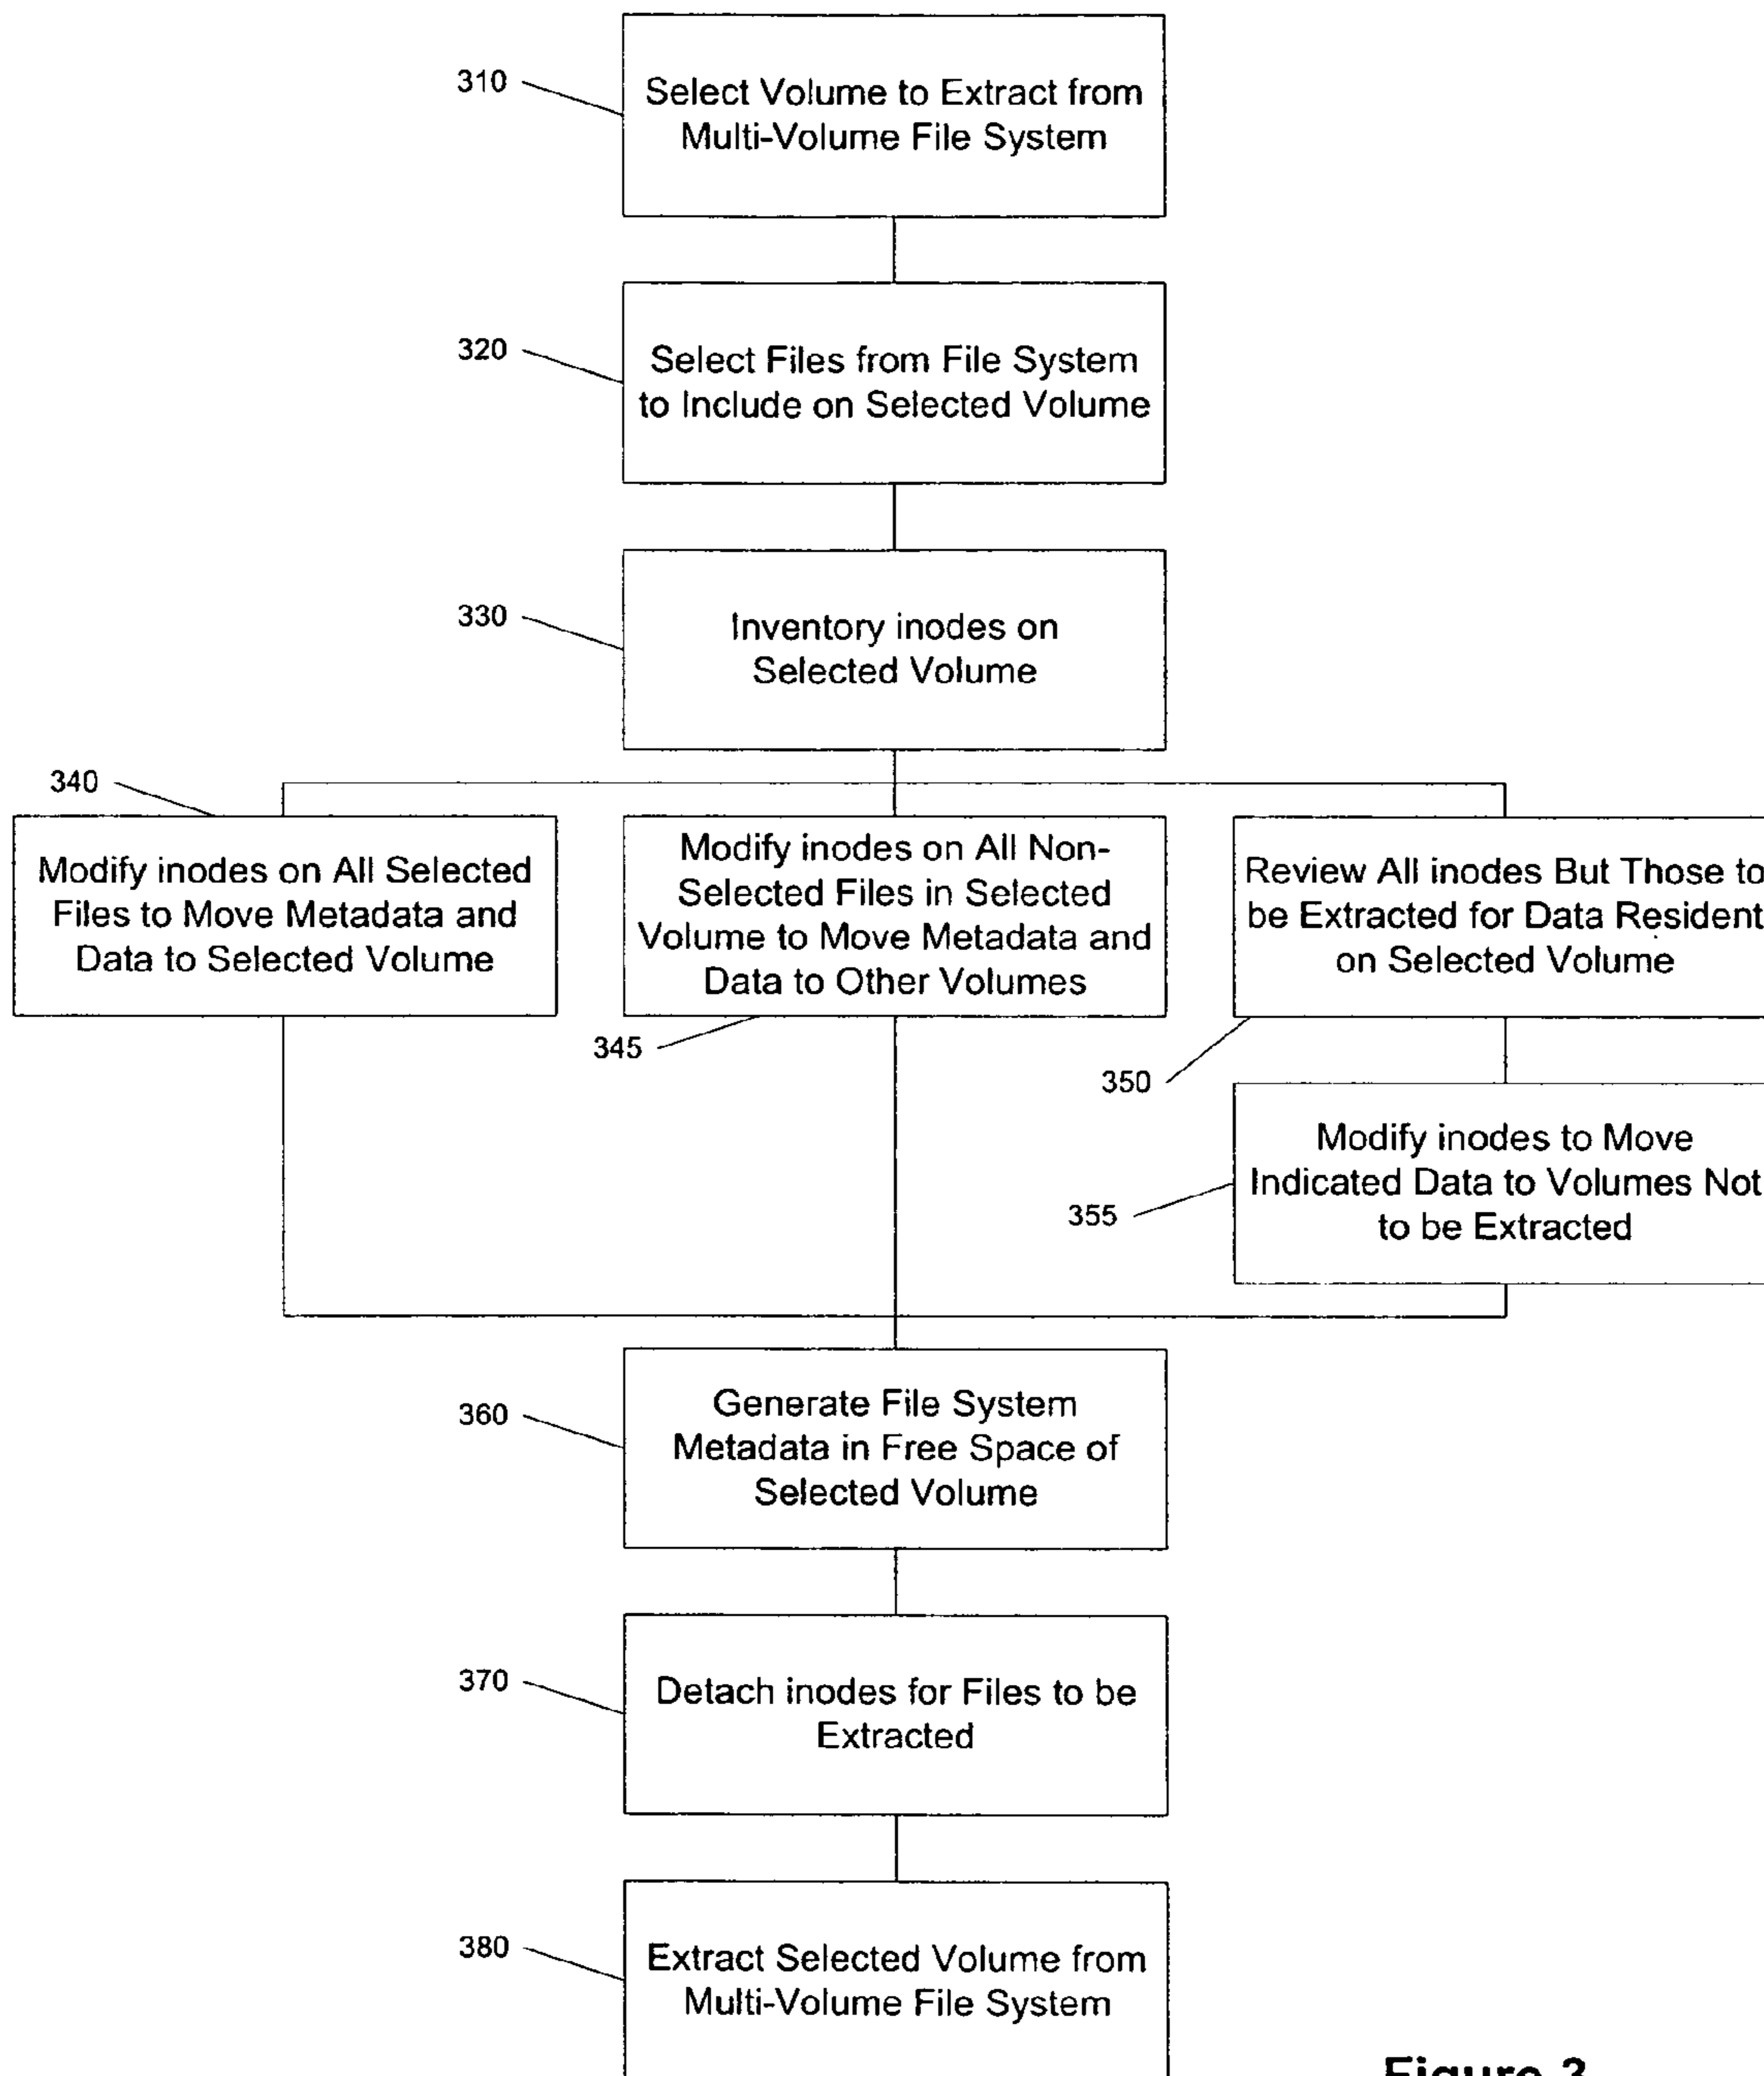 310
Select Volume to Extract from
Multi-Volume File System
320
Select Files from File System
to Include on Selected Volume
330
Inventory inodes on
Selected Volume
340
Modify inodes on All Selected
Files to Move Metadata and
Data to Selected Volume
Modify inodes on All Non-
Selected Files in Selected
Volume to Move Metadata and
Data to Other Volumes
345
Review All inodes But Those to
be Extracted for Data Resident
on Selected Volume
350
Modify inodes to Move
Indicated Data to Volumes Not
to be Extracted
355
360
Generate File System
Metadata in Free Space of
Selected Volume
370
Detach inodes for Files to be
Extracted
380
Extract Selected Volume from
Multi-Volume File System
Figure 3